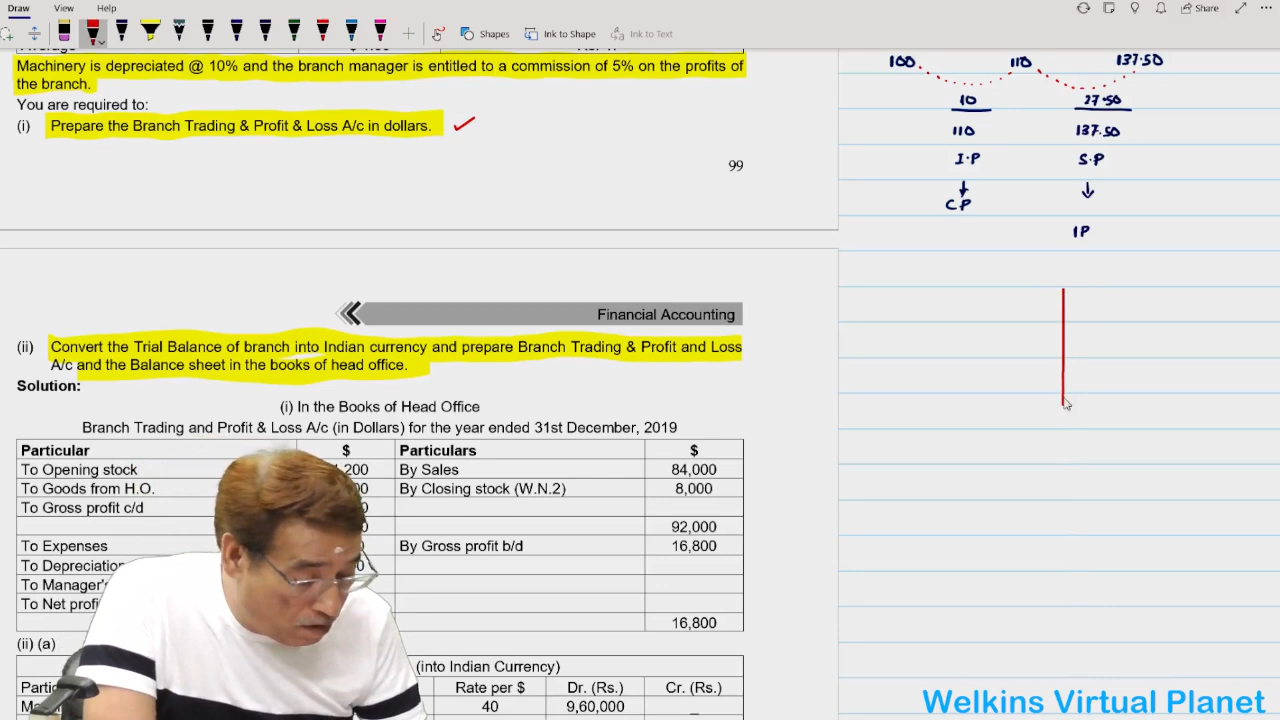 Draw View Help
Share
Shapes Ink to Shape Ink to Text
Machinery is depreciated @ 10% and the branch manager is entitled to a commission of 5% on the profits of
the branch.
You are required to:
(i) Prepare the Branch Trading & Profit & Loss A/c in dollars.
99
Financial Accounting
(ii) Convert the Trial Balance of branch into Indian currency and prepare Branch Trading & Profit and Loss
A/c and the Balance sheet in the books of head office.
Solution:
(i) In the Books of Head Office
Branch Trading and Profit & Loss A/c (in Dollars) for the year ended 31st December, 2019
Particular $ Particulars $
To Opening stock 200 By Sales 84,000
To Goods from H.O. By Closing stock (W.N.2) 8,000
To Gross profit c/d
92,000
To Expenses By Gross profit b/d 16,800
To Depreciation
To Manager's
To Net profi
16,800
(ii) (a)
(into Indian Currency)
Rate per $ Dr. (Rs.) Cr. (Rs.)
40 9,60,000 _
100 110 137.50
10 27.50
110 137.50
I.P S.P
↓ ↓
CP
IP
Welkins Virtual Planet